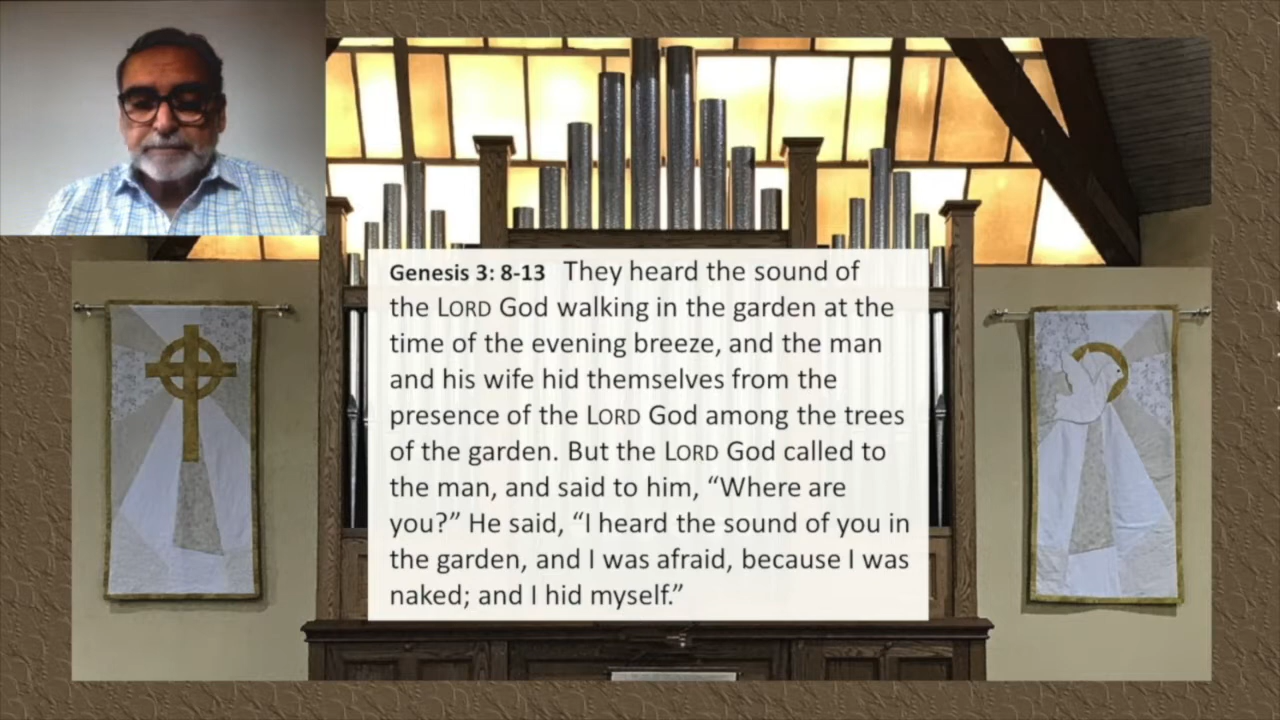 Genesis 3: 8-13 They heard the sound of
the LORD God walking in the garden at the
time of the evening breeze, and the man
and his wife hid themselves from the
presence of the LORD God among the trees
of the garden. But the LORD God called to
the man, and said to him, “Where are
you?” He said, “I heard the sound of you in
the garden, and I was afraid, because I was
naked; and I hid myself.”